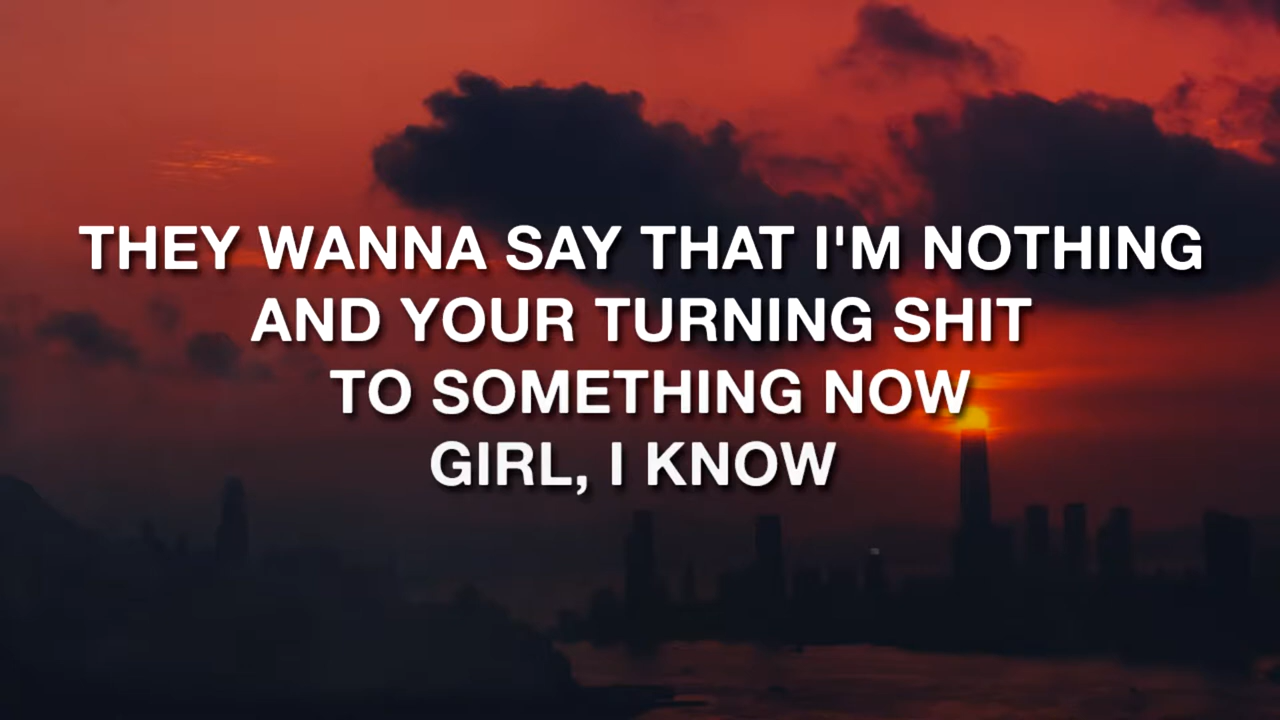 THEY WANNA SAY THAT I'M NOTHING
AND YOUR TURNING SHIT
TO SOMETHING NOW
GIRL, I KNOW